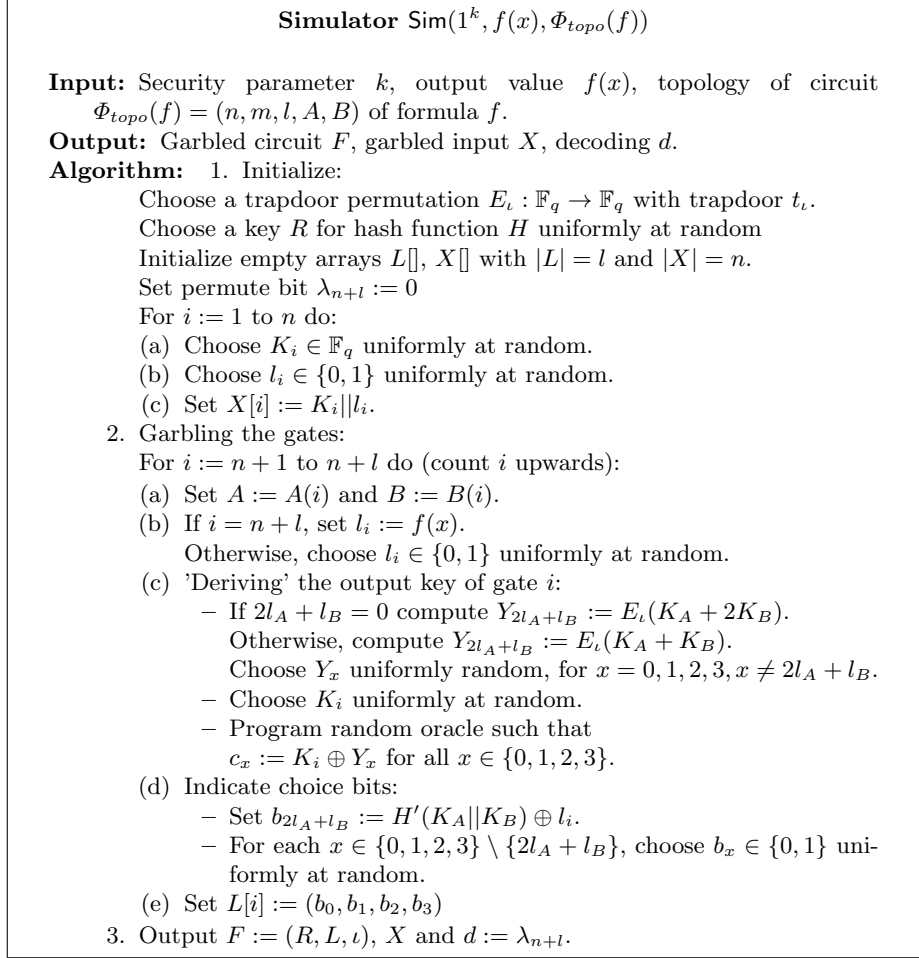 Simulator Sim(1^k, f(x), Φ_topo(f))
Input: Security parameter k, output value f(x), topology of circuit
Φ_topo(f) = (n, m, l, A, B) of formula f.
Output: Garbled circuit F, garbled input X, decoding d.
Algorithm: 1. Initialize:
Choose a trapdoor permutation E_ι : 𝔽_q → 𝔽_q with trapdoor t_ι.
Choose a key R for hash function H uniformly at random
Initialize empty arrays L[], X[] with |L| = l and |X| = n.
Set permute bit λ_{n+l} := 0
For i := 1 to n do:
(a) Choose K_i ∈ 𝔽_q uniformly at random.
(b) Choose l_i ∈ {0, 1} uniformly at random.
(c) Set X[i] := K_i||l_i.
2. Garbling the gates:
For i := n + 1 to n + l do (count i upwards):
(a) Set A := A(i) and B := B(i).
(b) If i = n + l, set l_i := f(x).
Otherwise, choose l_i ∈ {0, 1} uniformly at random.
(c) 'Deriving' the output key of gate i:
– If 2l_A + l_B = 0 compute Y_{2l_A+l_B} := E_ι(K_A + 2K_B).
Otherwise, compute Y_{2l_A+l_B} := E_ι(K_A + K_B).
Choose Y_x uniformly random, for x = 0, 1, 2, 3, x ≠ 2l_A + l_B.
– Choose K_i uniformly at random.
– Program random oracle such that
c_x := K_i ⊕ Y_x for all x ∈ {0, 1, 2, 3}.
(d) Indicate choice bits:
– Set b_{2l_A+l_B} := H′(K_A||K_B) ⊕ l_i.
– For each x ∈ {0, 1, 2, 3} \ {2l_A + l_B}, choose b_x ∈ {0, 1} uni-
formly at random.
(e) Set L[i] := (b_0, b_1, b_2, b_3)
3. Output F := (R, L, ι), X and d := λ_{n+l}.